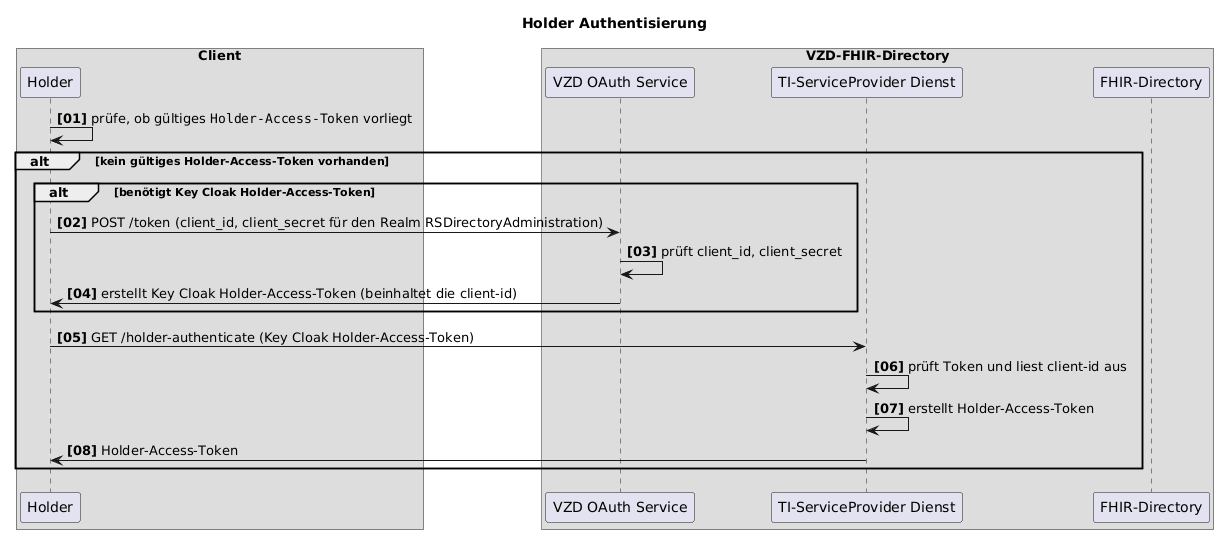 Holder Authentisierung
Client
VZD-FHIR-Directory
Holder
VZD OAuth Service
TI-ServiceProvider Dienst
FHIR-Directory
[01] prüfe, ob gültiges Holder-Access-Token vorliegt
alt [kein gültiges Holder-Access-Token vorhanden]
alt [benötigt Key Cloak Holder-Access-Token]
[02] POST /token (client_id, client_secret für den Realm RSDirectoryAdministration)
[03] prüft client_id, client_secret
[04] erstellt Key Cloak Holder-Access-Token (beinhaltet die client-id)
[05] GET /holder-authenticate (Key Cloak Holder-Access-Token)
[06] prüft Token und liest client-id aus
[07] erstellt Holder-Access-Token
[08] Holder-Access-Token
Holder
VZD OAuth Service
TI-ServiceProvider Dienst
FHIR-Directory